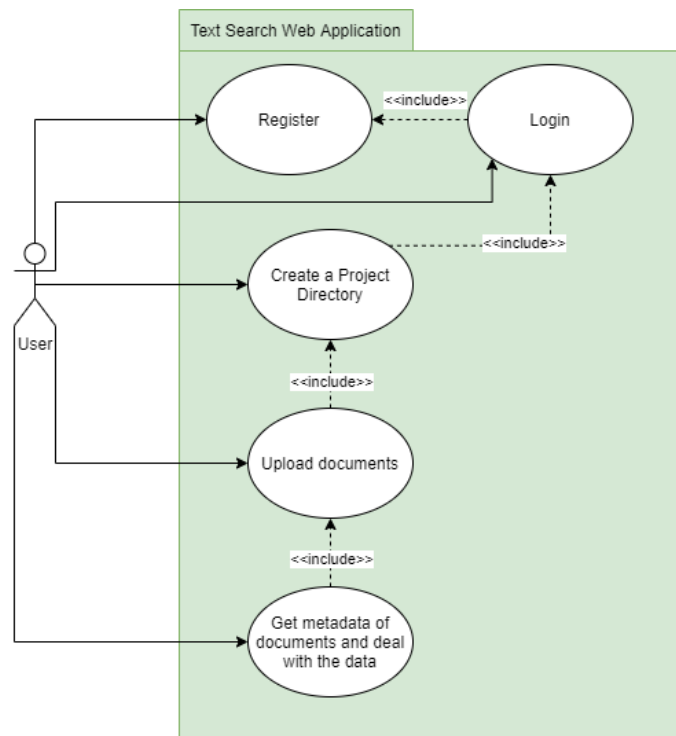 Text Search Web Application
<<include>>
Register
Login
<<include>>
Create a Project
Directory
User
<<include>>
Upload documents
<<include>>
Get metadata of
documents and deal
with the data